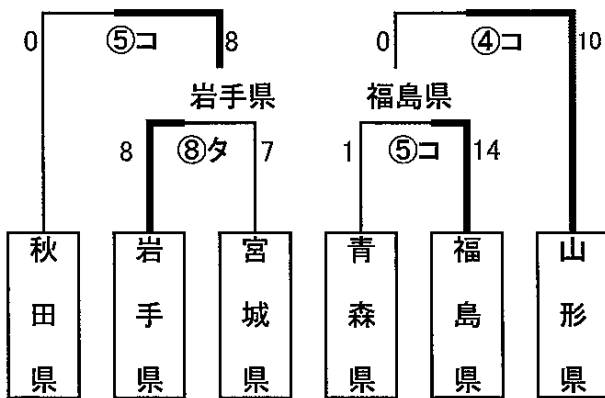 0 ⑤コ 8 0 ④コ 10
岩手県 福島県
8 ⑧タ 7 1 ⑤コ 14
秋田県 岩手県 宮城県 青森県 福島県 山形県